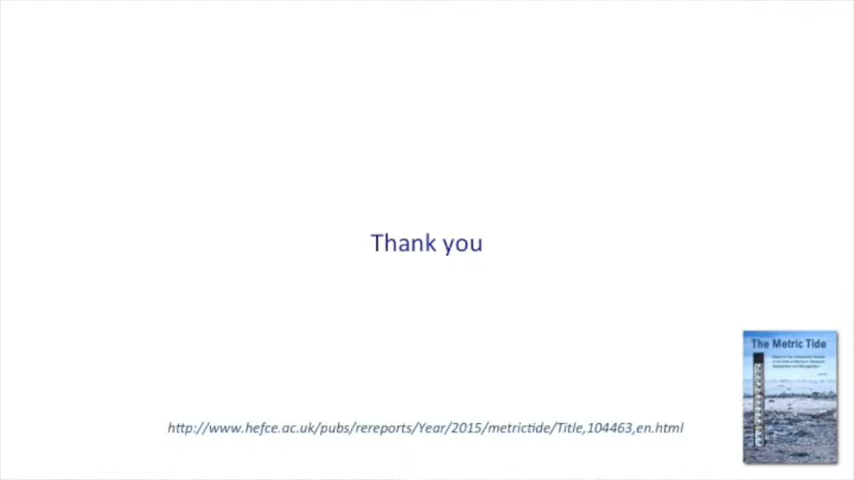 Thank you
The Metric Tide
http://www.hefce.ac.uk/pubs/rereports/Year/2015/metrictide/Title,104463,en.html